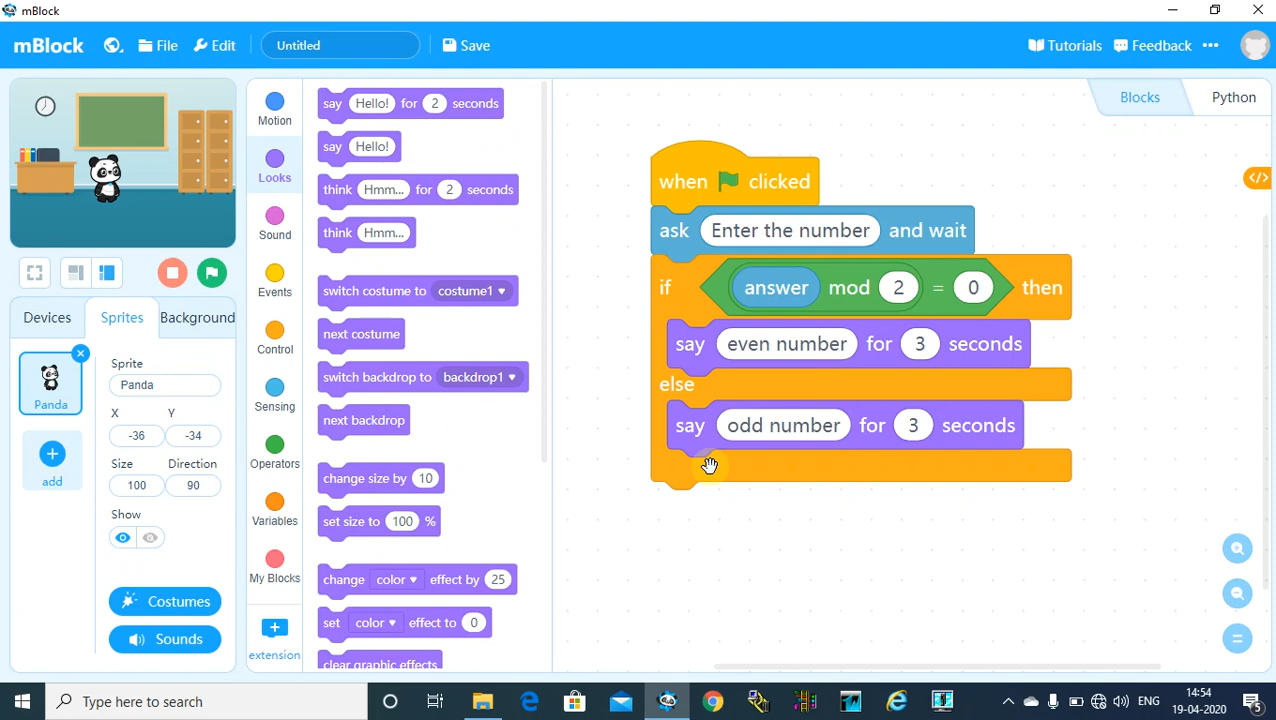 mBlock
mBlock File Edit Untitled Save Tutorials Feedback
Blocks Python
Motion
Looks
Sound
Events
Control
Sensing
Operators
Variables
My Blocks
extension
say Hello! for 2 seconds
say Hello!
think Hmm... for 2 seconds
think Hmm...
switch costume to costume1
next costume
switch backdrop to backdrop1
next backdrop
change size by 10
set size to 100 %
change color effect by 25
set color effect to 0
clear graphic effects
when clicked
ask Enter the number and wait
if answer mod 2 = 0 then
say even number for 3 seconds
else
say odd number for 3 seconds
Devices Sprites Background
Panda
add
Sprite
Panda
X Y
-36 -34
Size Direction
100 90
Show
Costumes
Sounds
Type here to search
ENG
14:54
19-04-2020
5